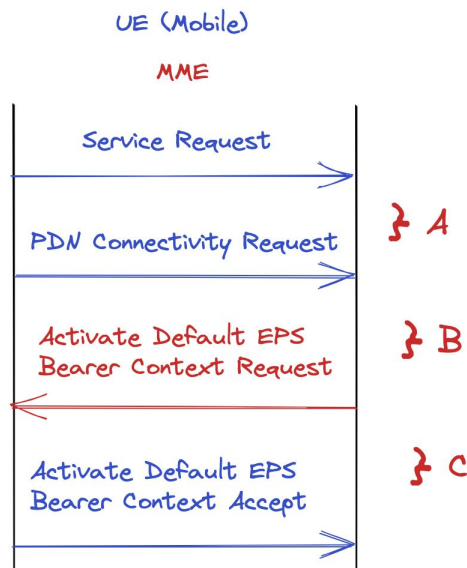 UE (Mobile)
MME
Service Request
} A
PDN Connectivity Request
Activate Default EPS
} B
Bearer Context Request
Activate Default EPS
} C
Bearer Context Accept